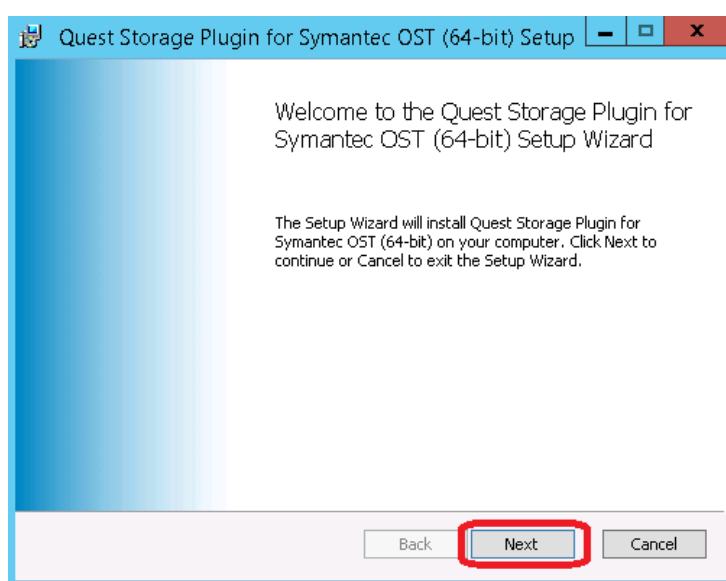 Quest Storage Plugin for Symantec OST (64-bit) Setup
Welcome to the Quest Storage Plugin for
Symantec OST (64-bit) Setup Wizard
The Setup Wizard will install Quest Storage Plugin for
Symantec OST (64-bit) on your computer. Click Next to
continue or Cancel to exit the Setup Wizard.
Back Next Cancel